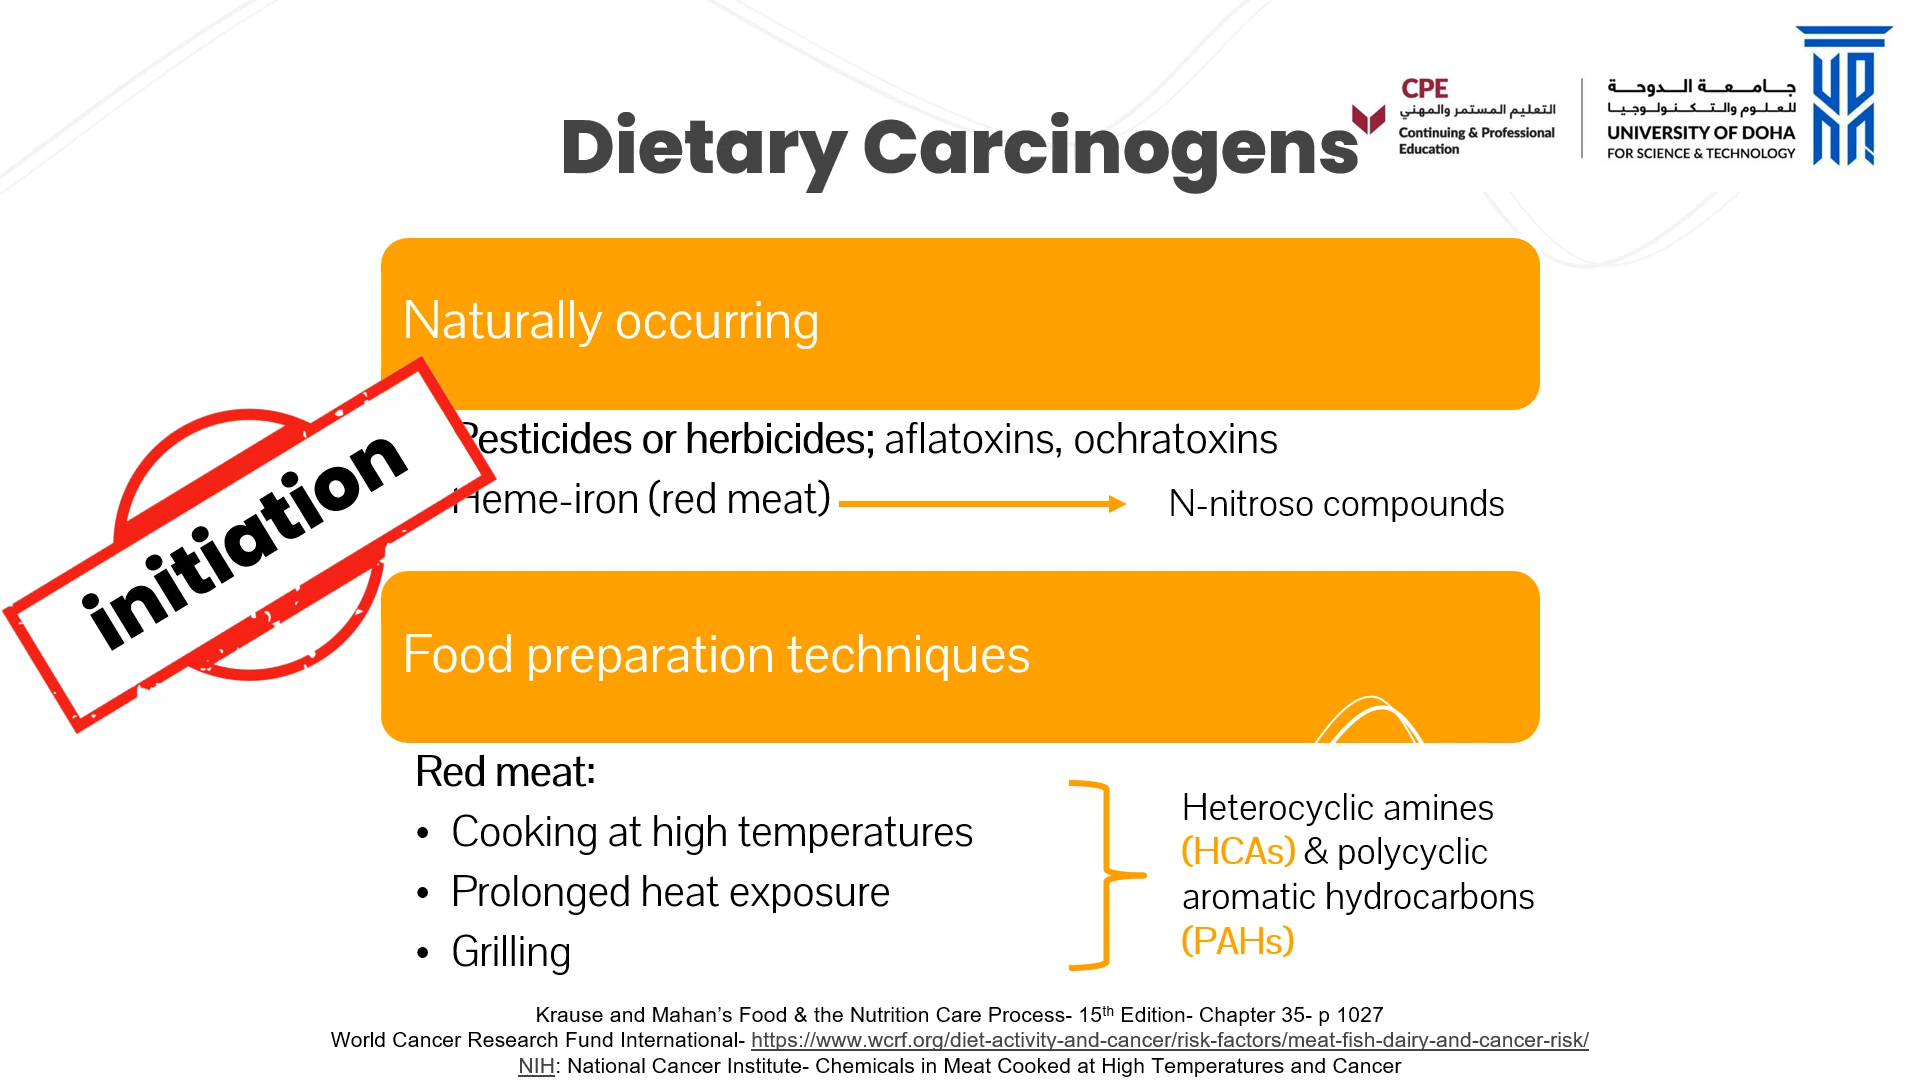 CPE
التعليم المستمر والمهني
Continuing & Professional
Education
جـامـعـة الـدوحـة
للعلوم والتكنولوجيا
UNIVERSITY OF DOHA
FOR SCIENCE & TECHNOLOGY
Dietary Carcinogens
Naturally occurring
Pesticides or herbicides; aflatoxins, ochratoxins
Heme-iron (red meat)
N-nitroso compounds
initiation
Food preparation techniques
Red meat:
• Cooking at high temperatures
• Prolonged heat exposure
• Grilling
Heterocyclic amines
(HCAs) & polycyclic
aromatic hydrocarbons
(PAHs)
Krause and Mahan's Food & the Nutrition Care Process- 15th Edition- Chapter 35- p 1027
World Cancer Research Fund International- https://www.wcrf.org/diet-activity-and-cancer/risk-factors/meat-fish-dairy-and-cancer-risk/
NIH: National Cancer Institute- Chemicals in Meat Cooked at High Temperatures and Cancer